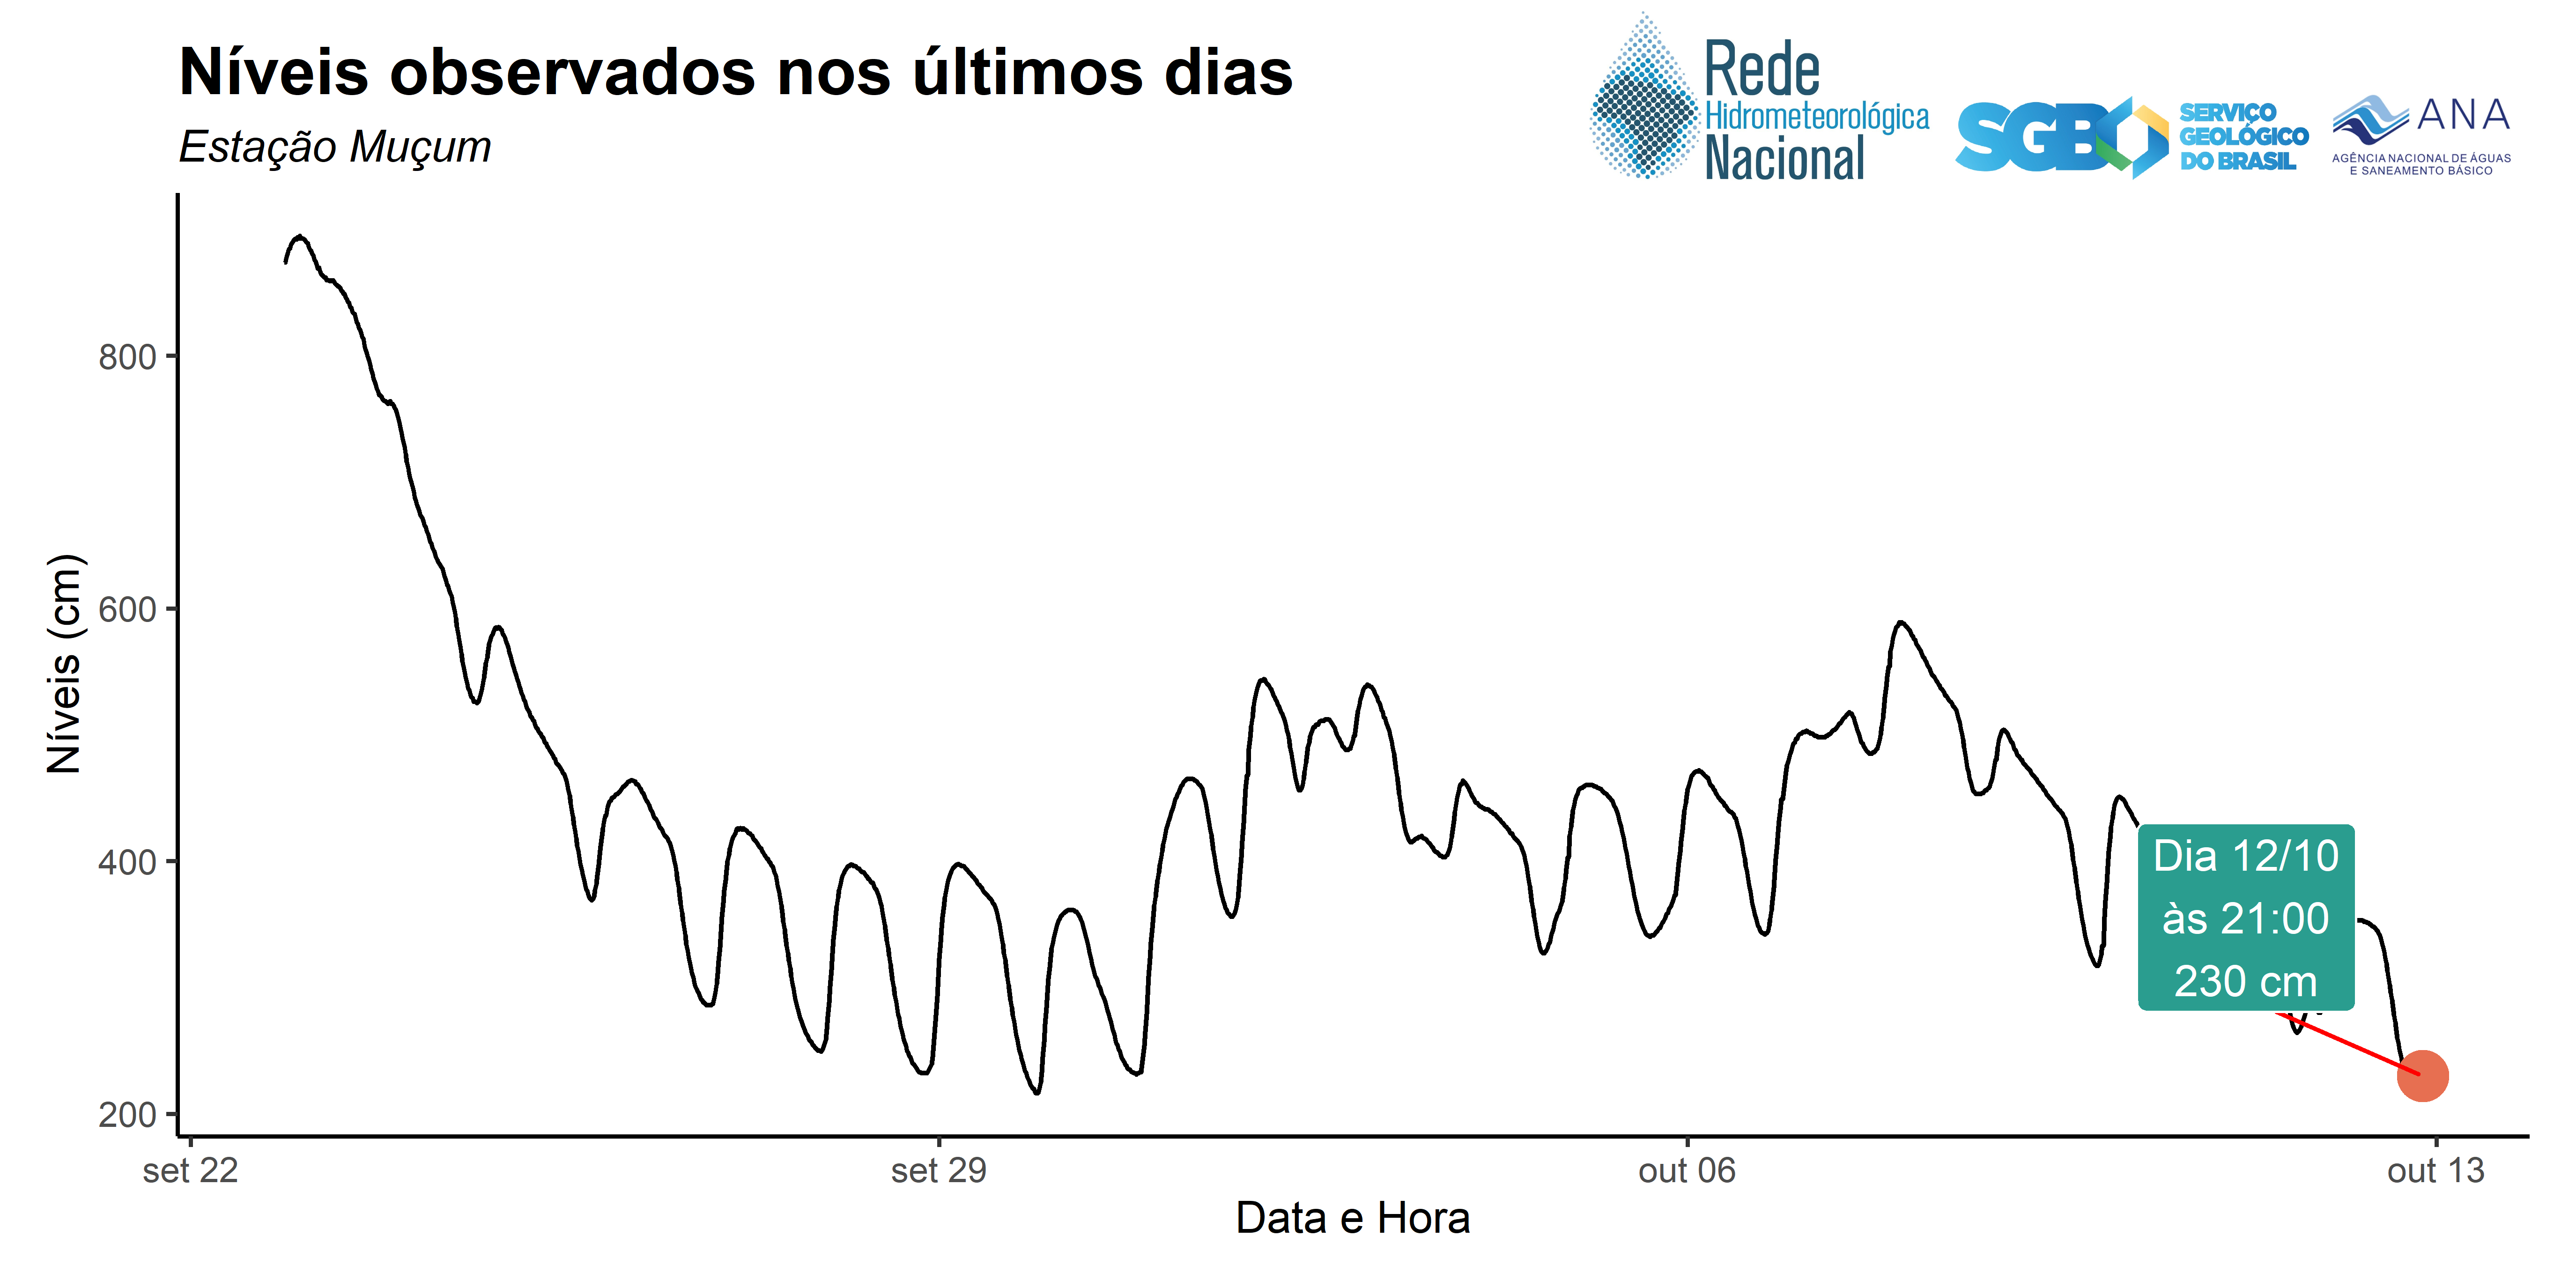 Níveis observados nos últimos dias
Estação Muçum
Rede
Hidrometeorológica
Nacional
SGB
SERVIÇO
GEOLÓGICO
DO BRASIL
ANA
AGÊNCIA NACIONAL DE ÁGUAS
E SANEAMENTO BÁSICO
Níveis (cm)
800
600
400
200
Dia 12/10
às 21:00
230 cm
set 22
set 29
out 06
out 13
Data e Hora